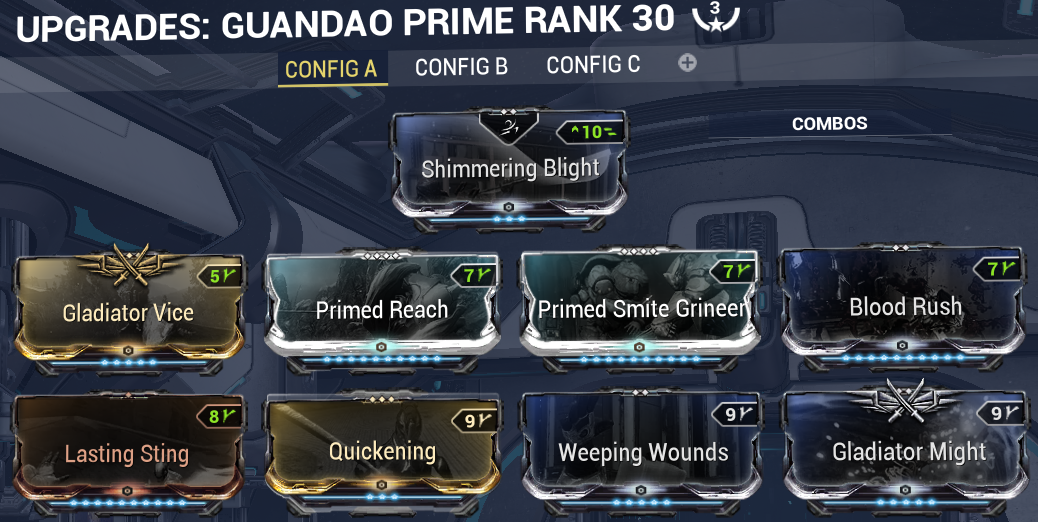 UPGRADES: GUANDAO PRIME RANK 30 3
CONFIG A CONFIG B CONFIG C
COMBOS
10
Shimmering Blight
5 7 7 7
Gladiator Vice Primed Reach Primed Smite Grineer Blood Rush
8 9 9 9
Lasting Sting Quickening Weeping Wounds Gladiator Might